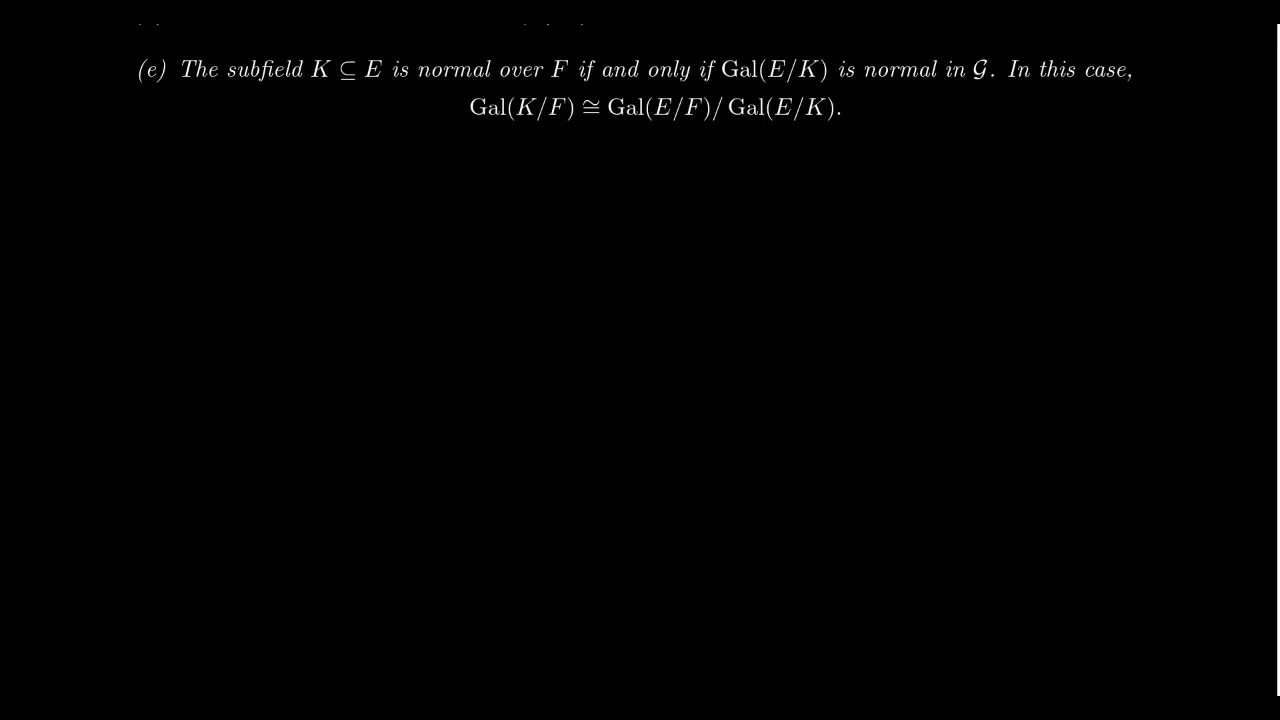 (e) The subfield K ⊆ E is normal over F if and only if Gal(E/K) is normal in 𝒢. In this case,
Gal(K/F) ≅ Gal(E/F)/ Gal(E/K).